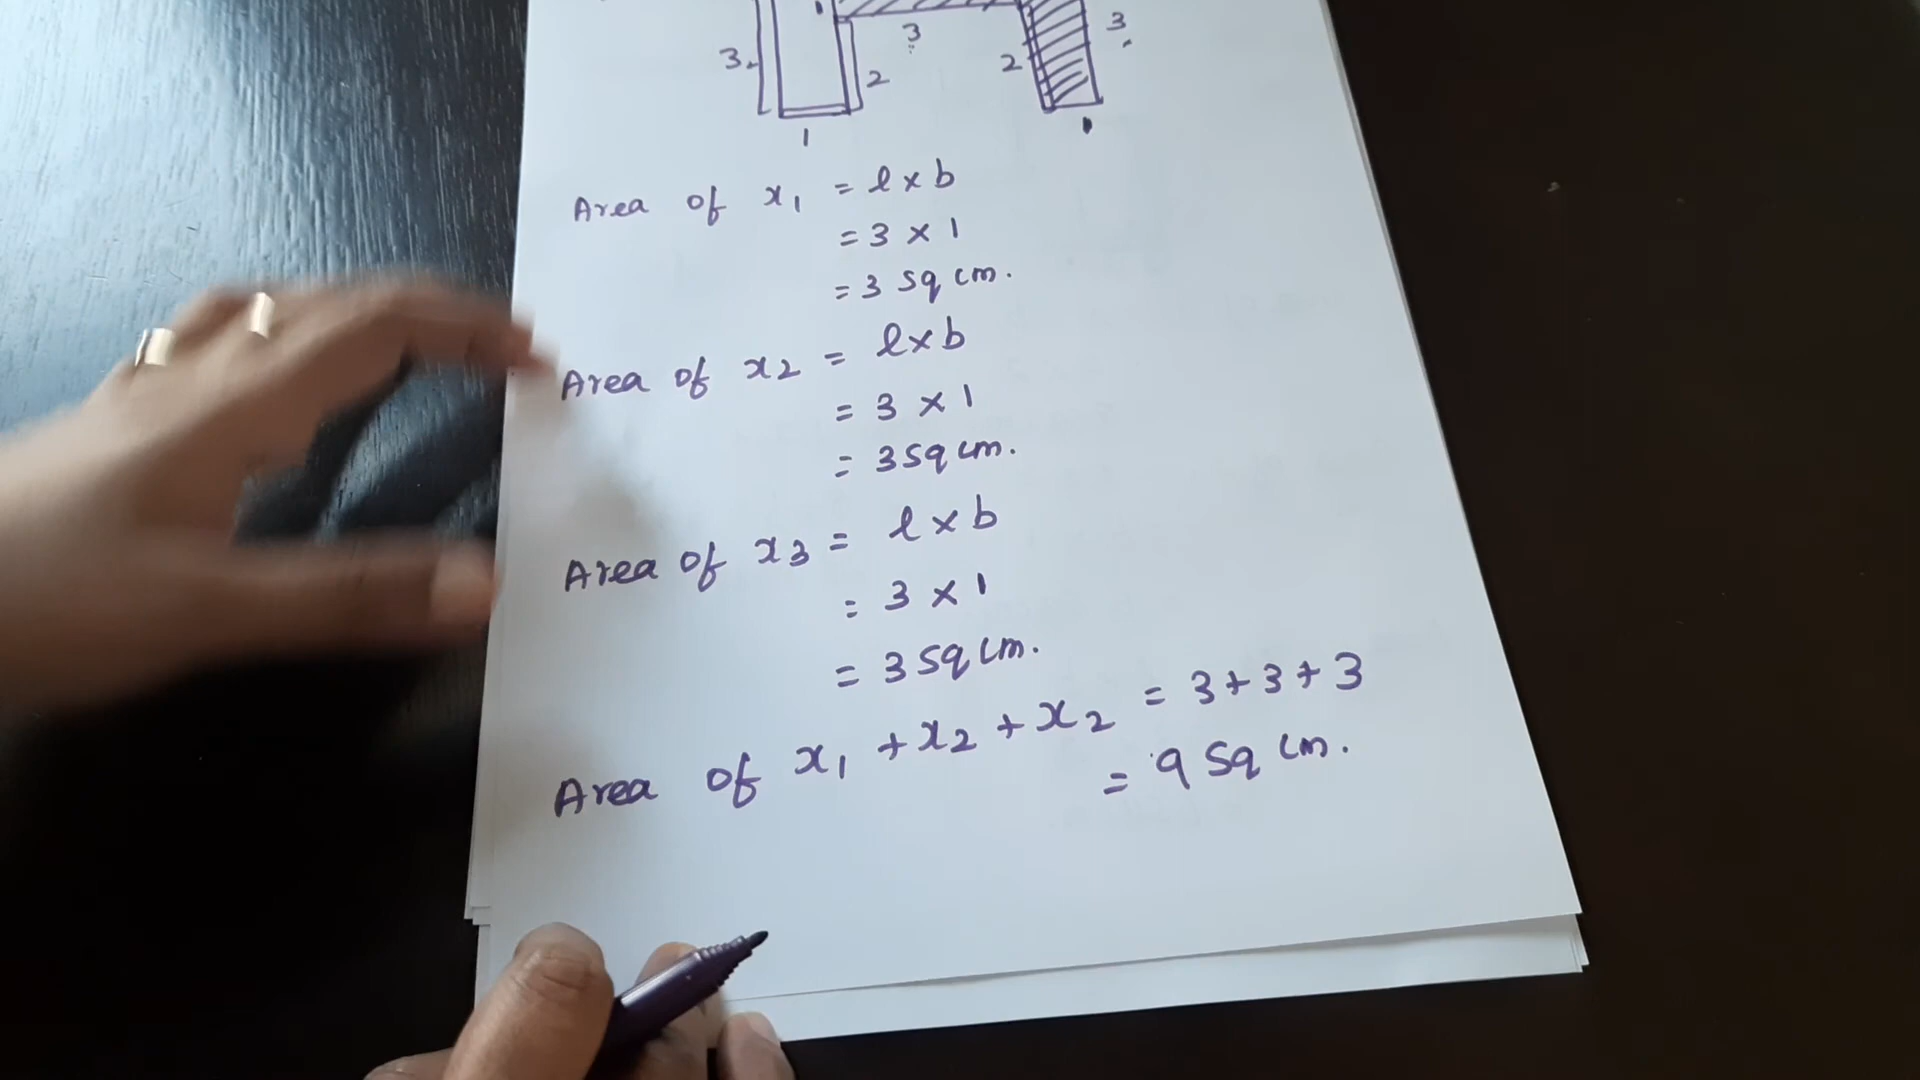 3
3
3
2
2
1
Area of x1 = l x b
= 3 x 1
= 3 sq cm.
Area of x2 = l x b
= 3 x 1
= 3 sq cm.
Area of x3 = l x b
= 3 x 1
= 3 sq cm.
Area of x1 + x2 + x2 = 3 + 3 + 3
= 9 sq cm.